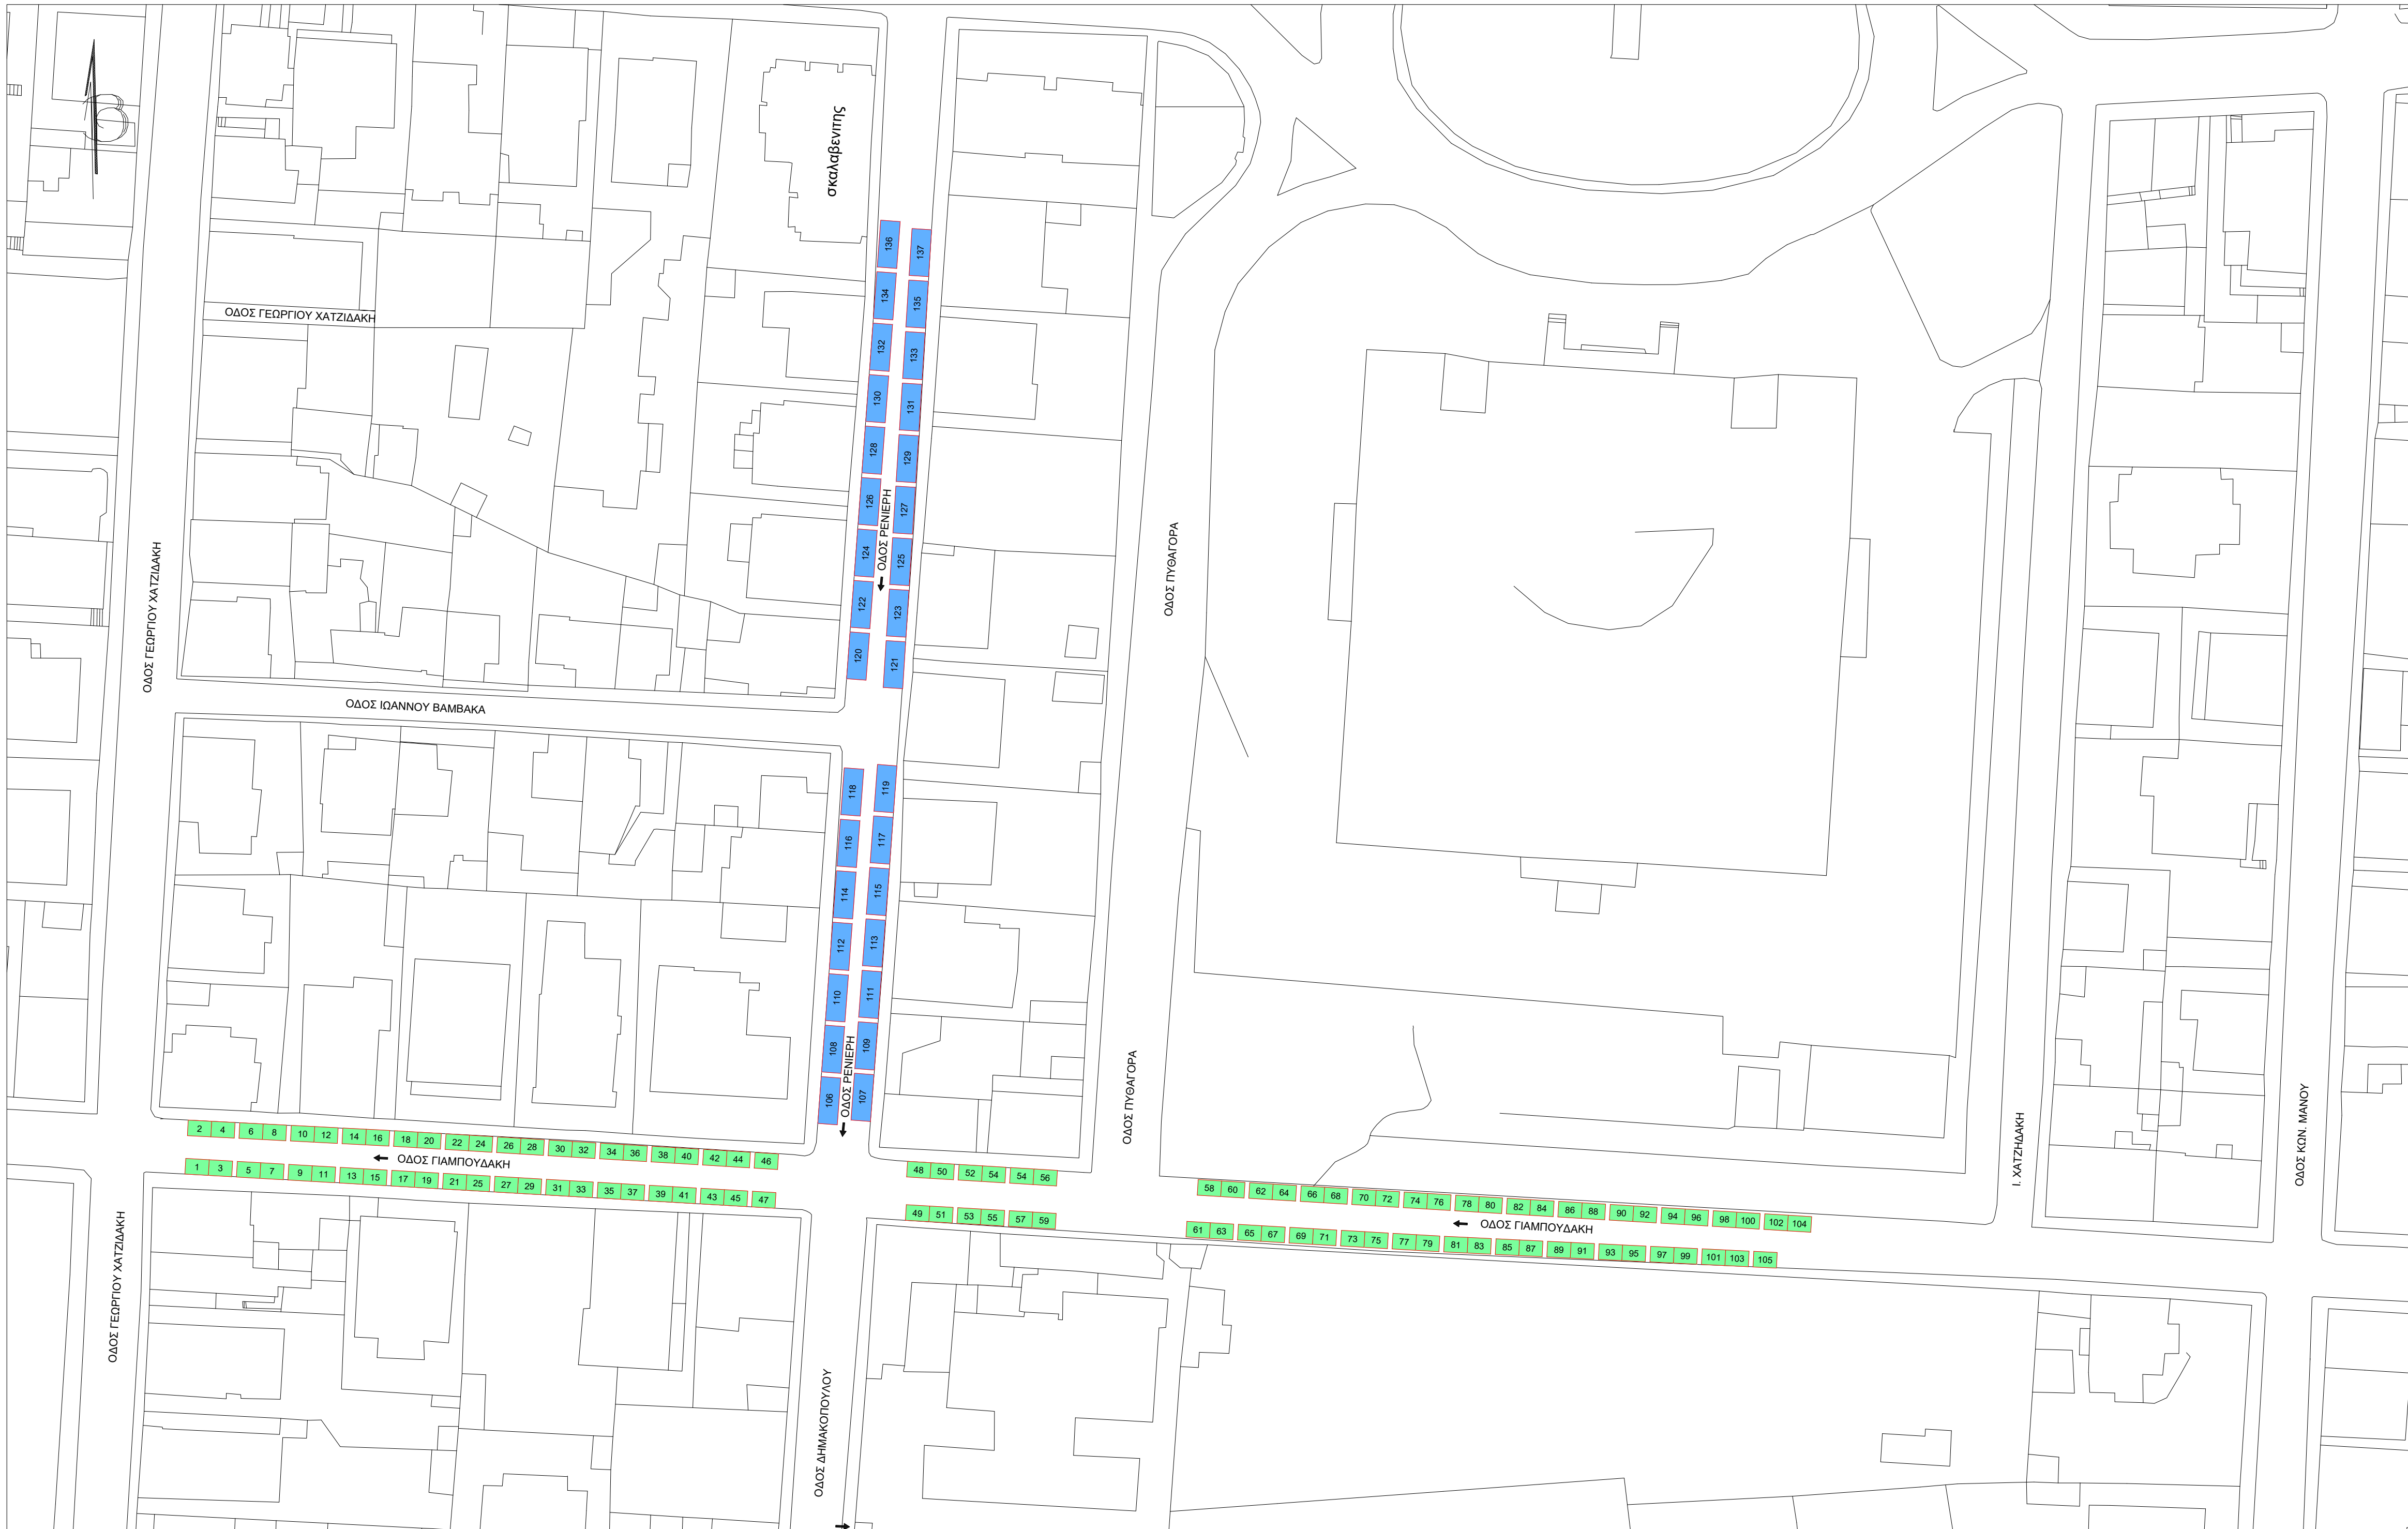 σκαλαβενιτης
136
137
134
135
ΟΔΟΣ ΓΕΩΡΓΙΟΥ ΧΑΤΖΙΔΑΚΗ
132
133
130
131
128
129
126
127
ΟΔΟΣ ΡΕΝΙΕΡΗ
124
125
122
123
120
121
ΟΔΟΣ ΠΥΘΑΓΟΡΑ
ΟΔΟΣ ΓΕΩΡΓΙΟΥ ΧΑΤΖΙΔΑΚΗ
ΟΔΟΣ ΙΩΑΝΝΟΥ ΒΑΜΒΑΚΑ
118
119
116
117
114
115
112
113
110
111
108
109
106
107
ΟΔΟΣ ΡΕΝΙΕΡΗ
ΟΔΟΣ ΠΥΘΑΓΟΡΑ
Ι. ΧΑΤΖΗΔΑΚΗ
ΟΔΟΣ ΚΩΝ. ΜΑΝΟΥ
2 4 6 8 10 12 14 16 18 20 22 24 26 28 30 32 34 36 38 40 42 44 46
ΟΔΟΣ ΓΙΑΜΠΟΥΔΑΚΗ
1 3 5 7 9 11 13 15 17 19 21 25 27 29 31 33 35 37 39 41 43 45 47
48 50 52 54 54 56
49 51 53 55 57 59
58 60 62 64 66 68 70 72 74 76 78 80 82 84 86 88 90 92 94 96 98 100 102 104
ΟΔΟΣ ΓΙΑΜΠΟΥΔΑΚΗ
61 63 65 67 69 71 73 75 77 79 81 83 85 87 89 91 93 95 97 99 101 103 105
ΟΔΟΣ ΓΕΩΡΓΙΟΥ ΧΑΤΖΙΔΑΚΗ
ΟΔΟΣ ΔΗΜΑΚΟΠΟΥΛΟΥ